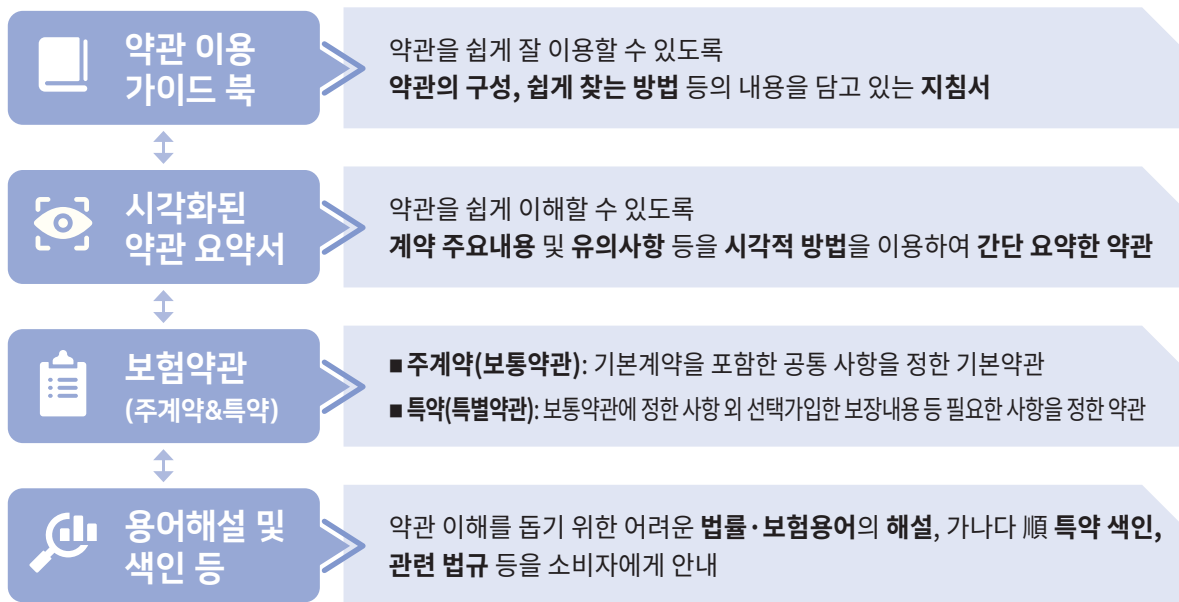 약관 이용
가이드 북
약관을 쉽게 잘 이용할 수 있도록
약관의 구성, 쉽게 찾는 방법 등의 내용을 담고 있는 지침서
시각화된
약관 요약서
약관을 쉽게 이해할 수 있도록
계약 주요내용 및 유의사항 등을 시각적 방법을 이용하여 간단 요약한 약관
보험약관
(주계약&특약)
■ 주계약(보통약관): 기본계약을 포함한 공통 사항을 정한 기본약관
■ 특약(특별약관): 보통약관에 정한 사항 외 선택가입한 보장내용 등 필요한 사항을 정한 약관
용어해설 및
색인 등
약관 이해를 돕기 위한 어려운 법률·보험용어의 해설, 가나다 順 특약 색인,
관련 법규 등을 소비자에게 안내